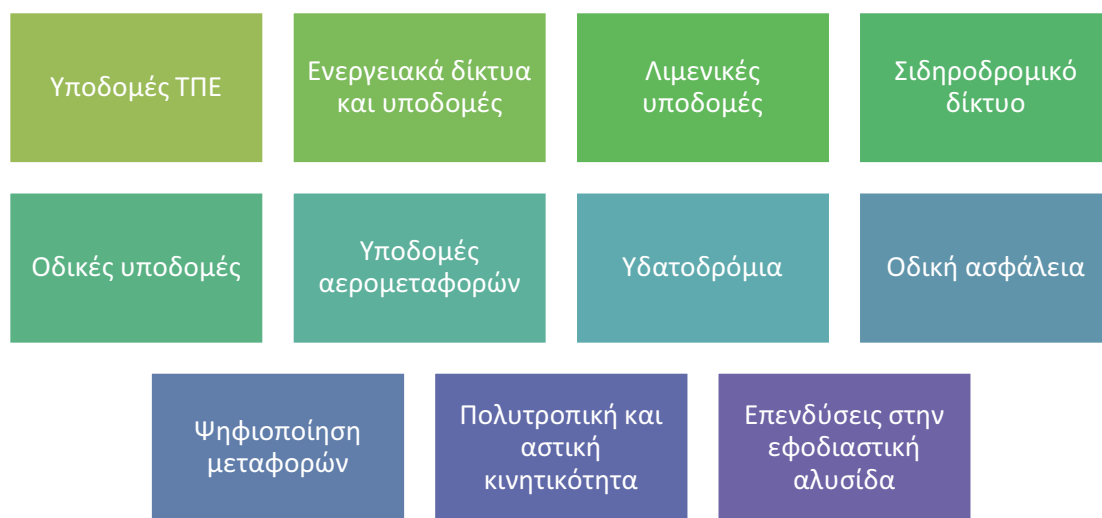 Υποδομές ΤΠΕ
Ενεργειακά δίκτυα
και υποδομές
Λιμενικές
υποδομές
Σιδηροδρομικό
δίκτυο
Οδικές υποδομές
Υποδομές
αερομεταφορών
Υδατοδρόμια
Οδική ασφάλεια
Ψηφιοποίηση
μεταφορών
Πολυτροπική και
αστική
κινητικότητα
Επενδύσεις στην
εφοδιαστική
αλυσίδα